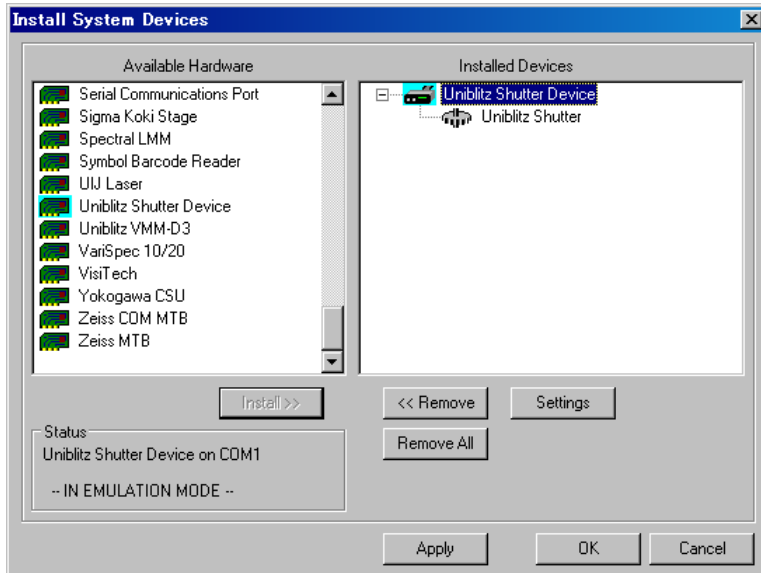 Install System Devices
Available Hardware
Serial Communications Port
Sigma Koki Stage
Spectral LMM
Symbol Barcode Reader
UIJ Laser
Uniblitz Shutter Device
Uniblitz VMM-D3
VariSpec 10/20
VisiTech
Yokogawa CSU
Zeiss COM MTB
Zeiss MTB
Installed Devices
Uniblitz Shutter Device
Uniblitz Shutter
Install >>
<< Remove
Settings
Remove All
Status
Uniblitz Shutter Device on COM1
-- IN EMULATION MODE --
Apply
OK
Cancel